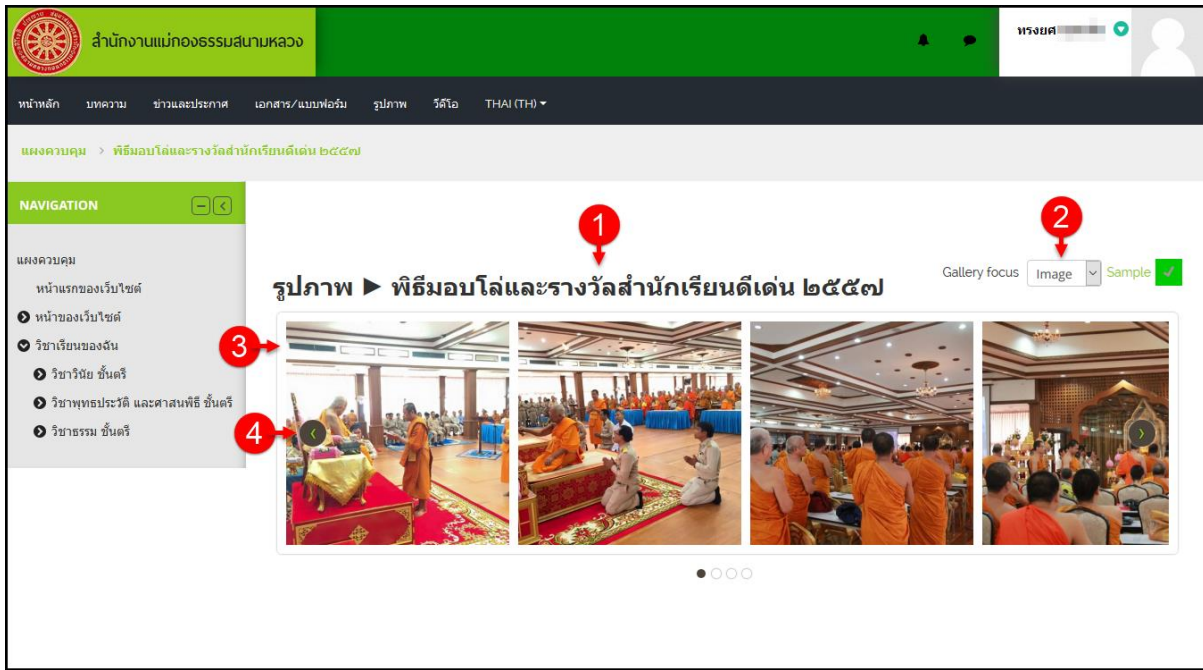 สำนักงานแม่กองธรรมสนามหลวง
ทรงยศ
หน้าหลัก บทความ ข่าวและประกาศ เอกสาร/แบบฟอร์ม รูปภาพ วีดีโอ THAI (TH)
แผงควบคุม > พิธีมอบโล่และรางวัลสำนักเรียนดีเด่น ๒๕๕๗
NAVIGATION
แผงควบคุม
หน้าแรกของเว็บไซต์
หน้าของเว็บไซต์
วิชาเรียนของฉัน
วิชาวินัย ชั้นตรี
วิชาพุทธประวัติ และศาสนพิธี ชั้นตรี
วิชาธรรม ชั้นตรี
1
2
Gallery focus Image Sample
รูปภาพ ► พิธีมอบโล่และรางวัลสำนักเรียนดีเด่น ๒๕๕๗
3
4